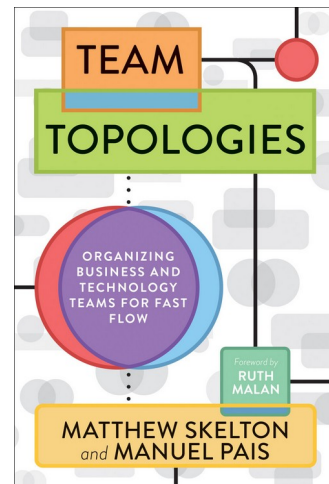 TEAM
TOPOLOGIES
ORGANIZING
BUSINESS AND
TECHNOLOGY
TEAMS FOR FAST
FLOW
Foreword by
RUTH
MALAN
MATTHEW SKELTON
and MANUEL PAIS